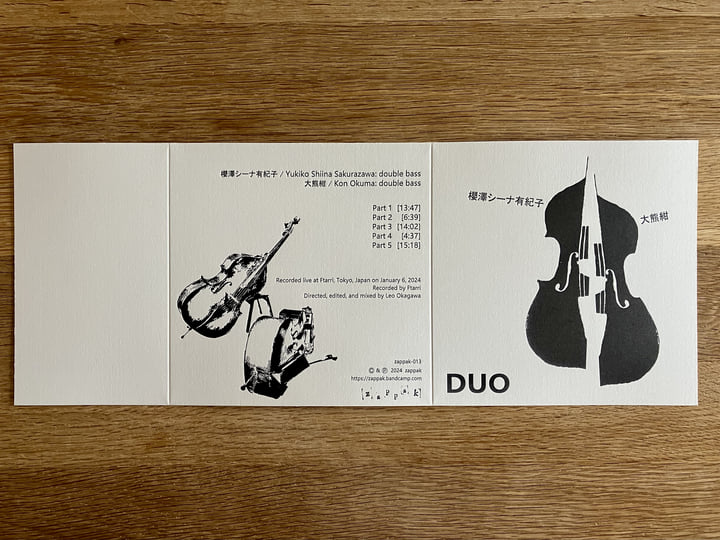 櫻澤シーナ有紀子 / Yukiko Shiina Sakurazawa: double bass
大熊紺 / Kon Okuma: double bass
Part 1 [13:47]
Part 2 [6:39]
Part 3 [14:02]
Part 4 [4:37]
Part 5 [15:18]
Recorded live at Ftarri, Tokyo, Japan on January 6, 2024
Recorded by Ftarri
Directed, edited, and mixed by Leo Okagawa
zappak-013
© & ℗ 2024 zappak
https://zappak.bandcamp.com
[zappak]
櫻澤シーナ有紀子
大熊紺
DUO